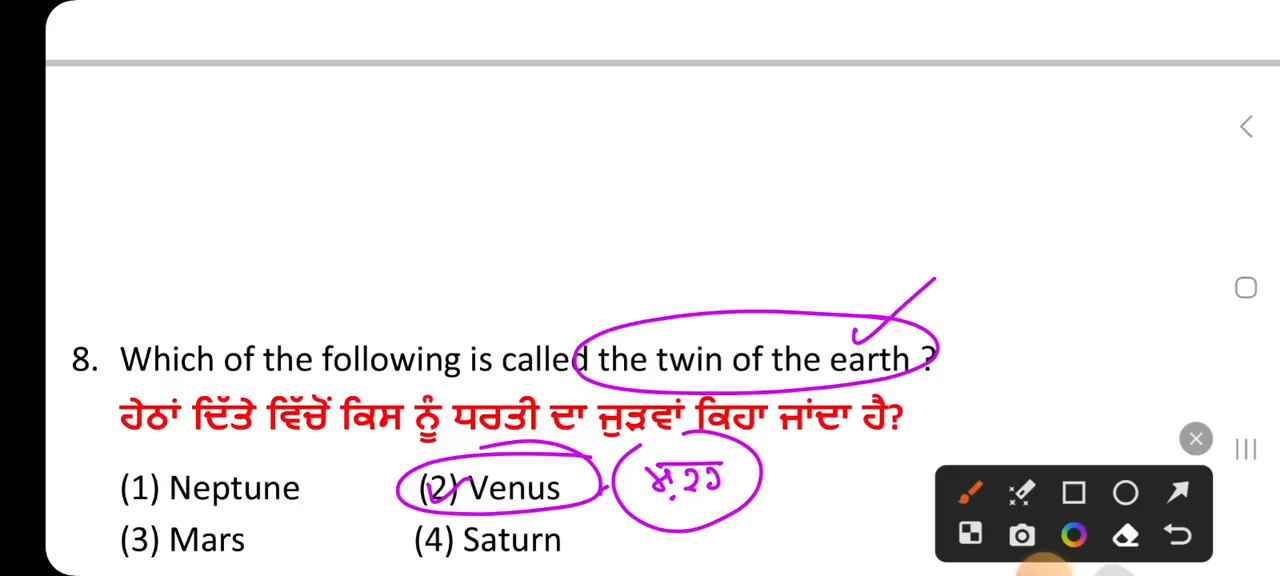 8. Which of the following is called the twin of the earth ?
ਹੇਠਾਂ ਦਿੱਤੇ ਵਿੱਚੋਂ ਕਿਸ ਨੂੰ ਧਰਤੀ ਦਾ ਜੁੜਵਾਂ ਕਿਹਾ ਜਾਂਦਾ ਹੈ?
(1) Neptune (2) Venus
(3) Mars (4) Saturn